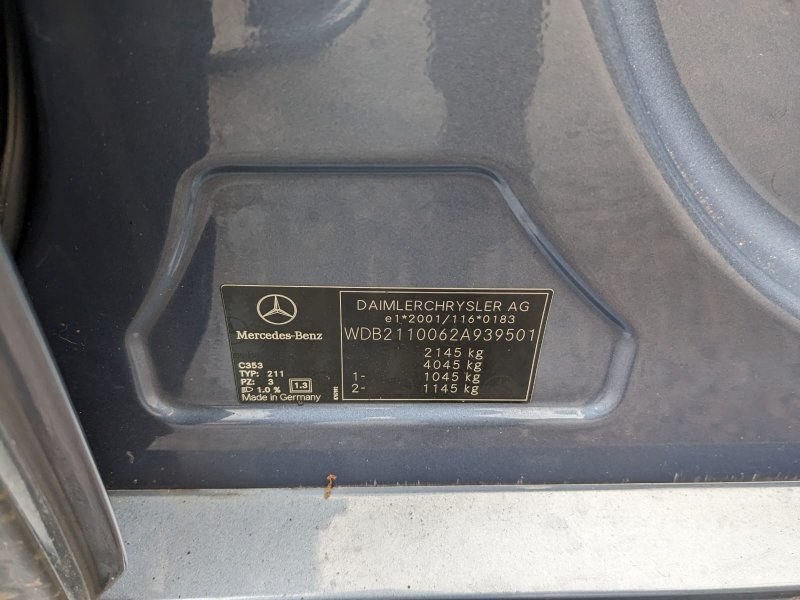 Mercedes-Benz
C353
TYP: 211
PZ: 3
1.0 %
1.3
Made in Germany
DAIMLERCHRYSLER AG
e1*2001/116*0183
WDB2110062A939501
2145 kg
4045 kg
1- 1045 kg
2- 1145 kg